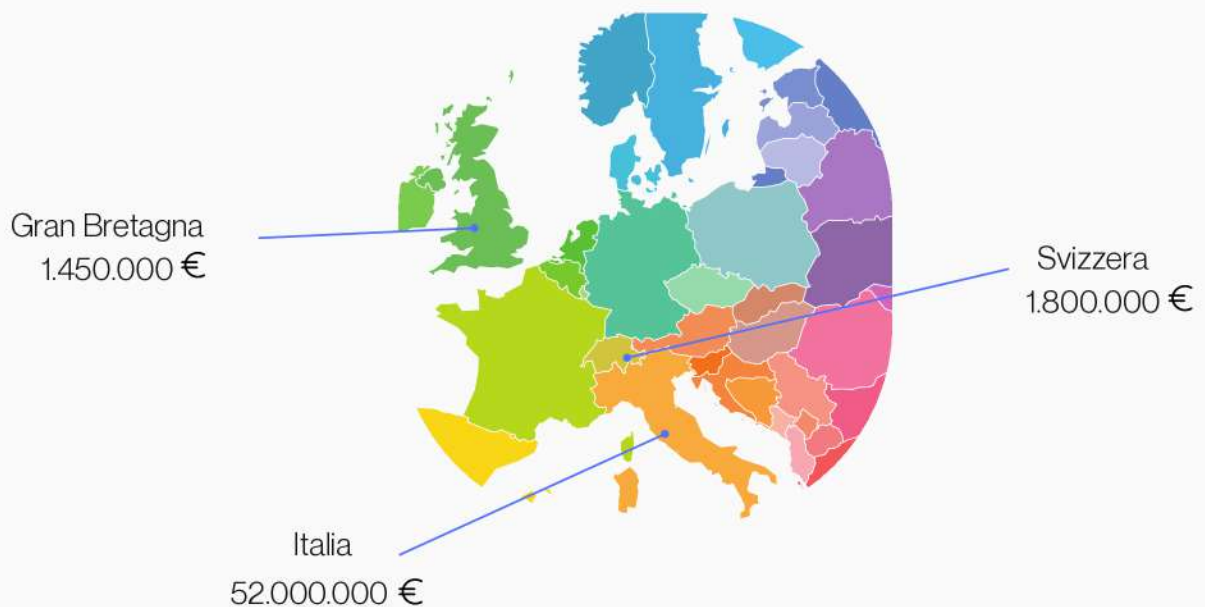 Gran Bretagna
1.450.000 €
Svizzera
1.800.000 €
Italia
52.000.000 €